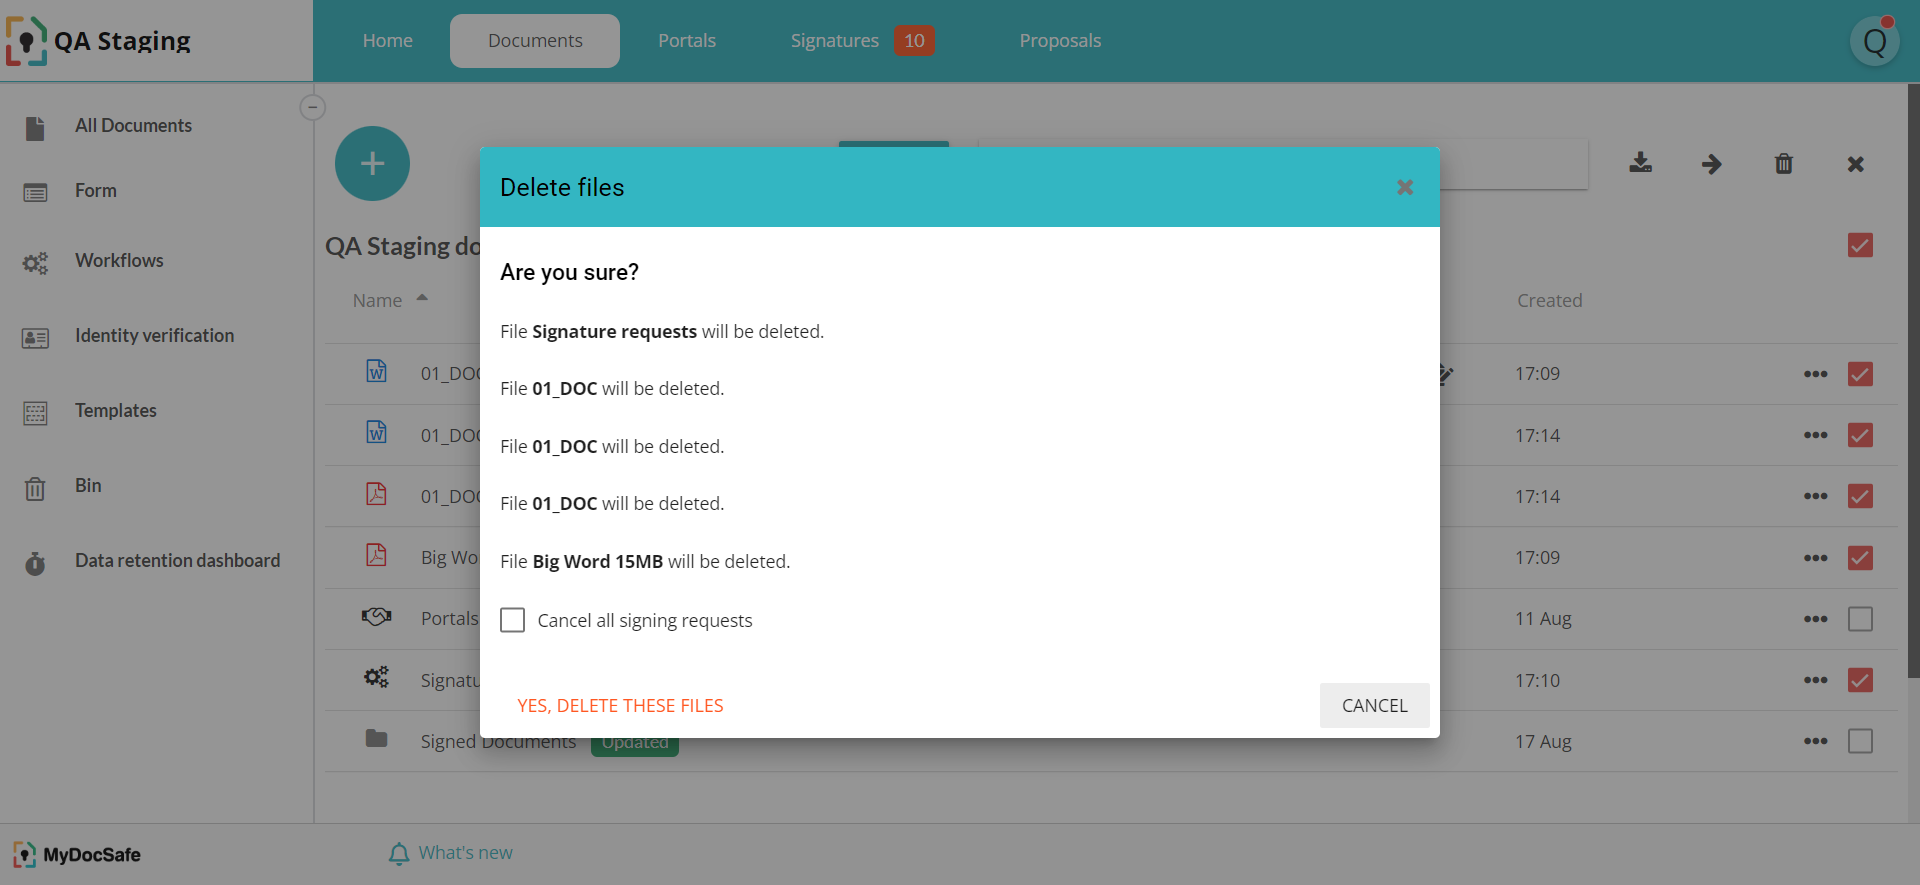 QA Staging
Home
Documents
Portals
Signatures 10
Proposals
Q
All Documents
Form
Workflows
Identity verification
Templates
Bin
Data retention dashboard
QA Staging do
Name
Created
01_DOC
17:09
01_DOC
17:14
01_DOC
17:14
Big Wo
17:09
Portals
11 Aug
Signatu
17:10
Signed Documents Updated
17 Aug
Delete files
Are you sure?
File Signature requests will be deleted.
File 01_DOC will be deleted.
File 01_DOC will be deleted.
File 01_DOC will be deleted.
File Big Word 15MB will be deleted.
Cancel all signing requests
YES, DELETE THESE FILES
CANCEL
MyDocSafe
What's new